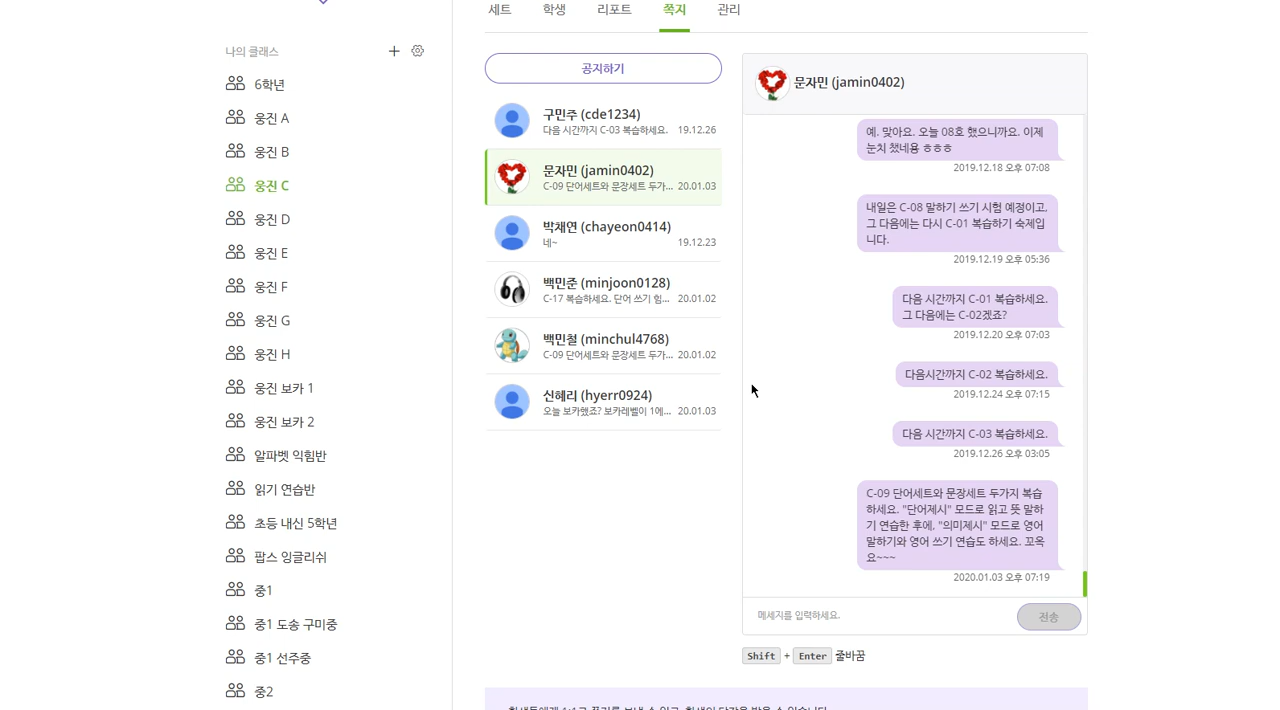 세트 학생 리포트 쪽지 관리
나의 클래스
6학년
웅진 A
웅진 B
웅진 C
웅진 D
웅진 E
웅진 F
웅진 G
웅진 H
웅진 보카 1
웅진 보카 2
알파벳 익힘반
읽기 연습반
초등 내신 5학년
팝스 잉글리쉬
중1
중1 도송 구미중
중1 선주중
중2
공지하기
구민주 (cde1234)
다음 시간까지 C-03 복습하세요. 19.12.26
문자민 (jamin0402)
C-09 단어세트와 문장세트 두가... 20.01.03
박채연 (chayeon0414)
네~ 19.12.23
백민준 (minjoon0128)
C-17 복습하세요. 단어 쓰기 힘... 20.01.02
백민철 (minchul4768)
C-09 단어세트와 문장세트 두가... 20.01.02
신혜리 (hyerr0924)
오늘 보카했죠? 보카레벨이 1에... 20.01.03
문자민 (jamin0402)
예. 맞아요. 오늘 08호 했으니까요. 이제
눈치 챘네용 ㅎㅎㅎ
2019.12.18 오후 07:08
내일은 C-08 말하기 쓰기 시험 예정이고,
그 다음에는 다시 C-01 복습하기 숙제입
니다.
2019.12.19 오후 05:36
다음 시간까지 C-01 복습하세요.
그 다음에는 C-02겠죠?
2019.12.20 오후 07:03
다음시간까지 C-02 복습하세요.
2019.12.24 오후 07:15
다음 시간까지 C-03 복습하세요.
2019.12.26 오후 03:05
C-09 단어세트와 문장세트 두가지 복습
하세요. "단어제시" 모드로 읽고 뜻 말하
기 연습한 후에, "의미제시" 모드로 영어
말하기와 영어 쓰기 연습도 하세요. 꼬옥
요~~~
2020.01.03 오후 07:19
메세지를 입력하세요. 전송
Shift + Enter 줄바꿈